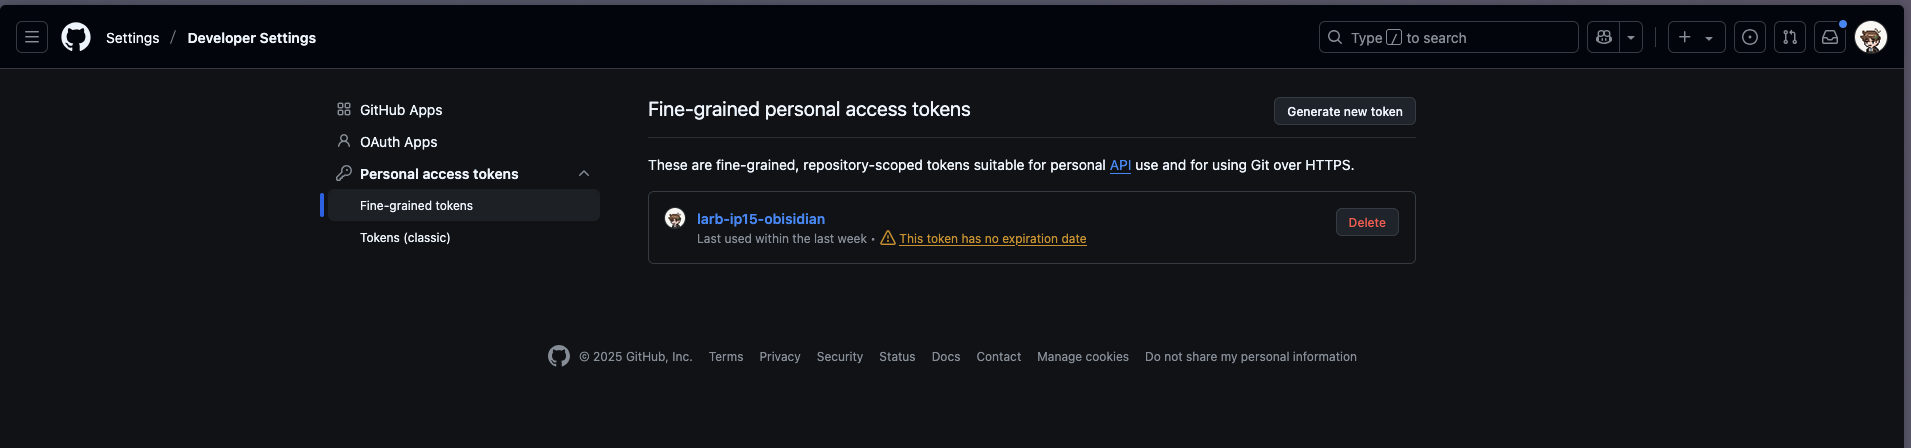 Settings / Developer Settings
Type / to search
GitHub Apps
OAuth Apps
Personal access tokens
Fine-grained tokens
Tokens (classic)
Fine-grained personal access tokens
Generate new token
These are fine-grained, repository-scoped tokens suitable for personal API use and for using Git over HTTPS.
larb-ip15-obisidian
Last used within the last week • This token has no expiration date
Delete
© 2025 GitHub, Inc. Terms Privacy Security Status Docs Contact Manage cookies Do not share my personal information